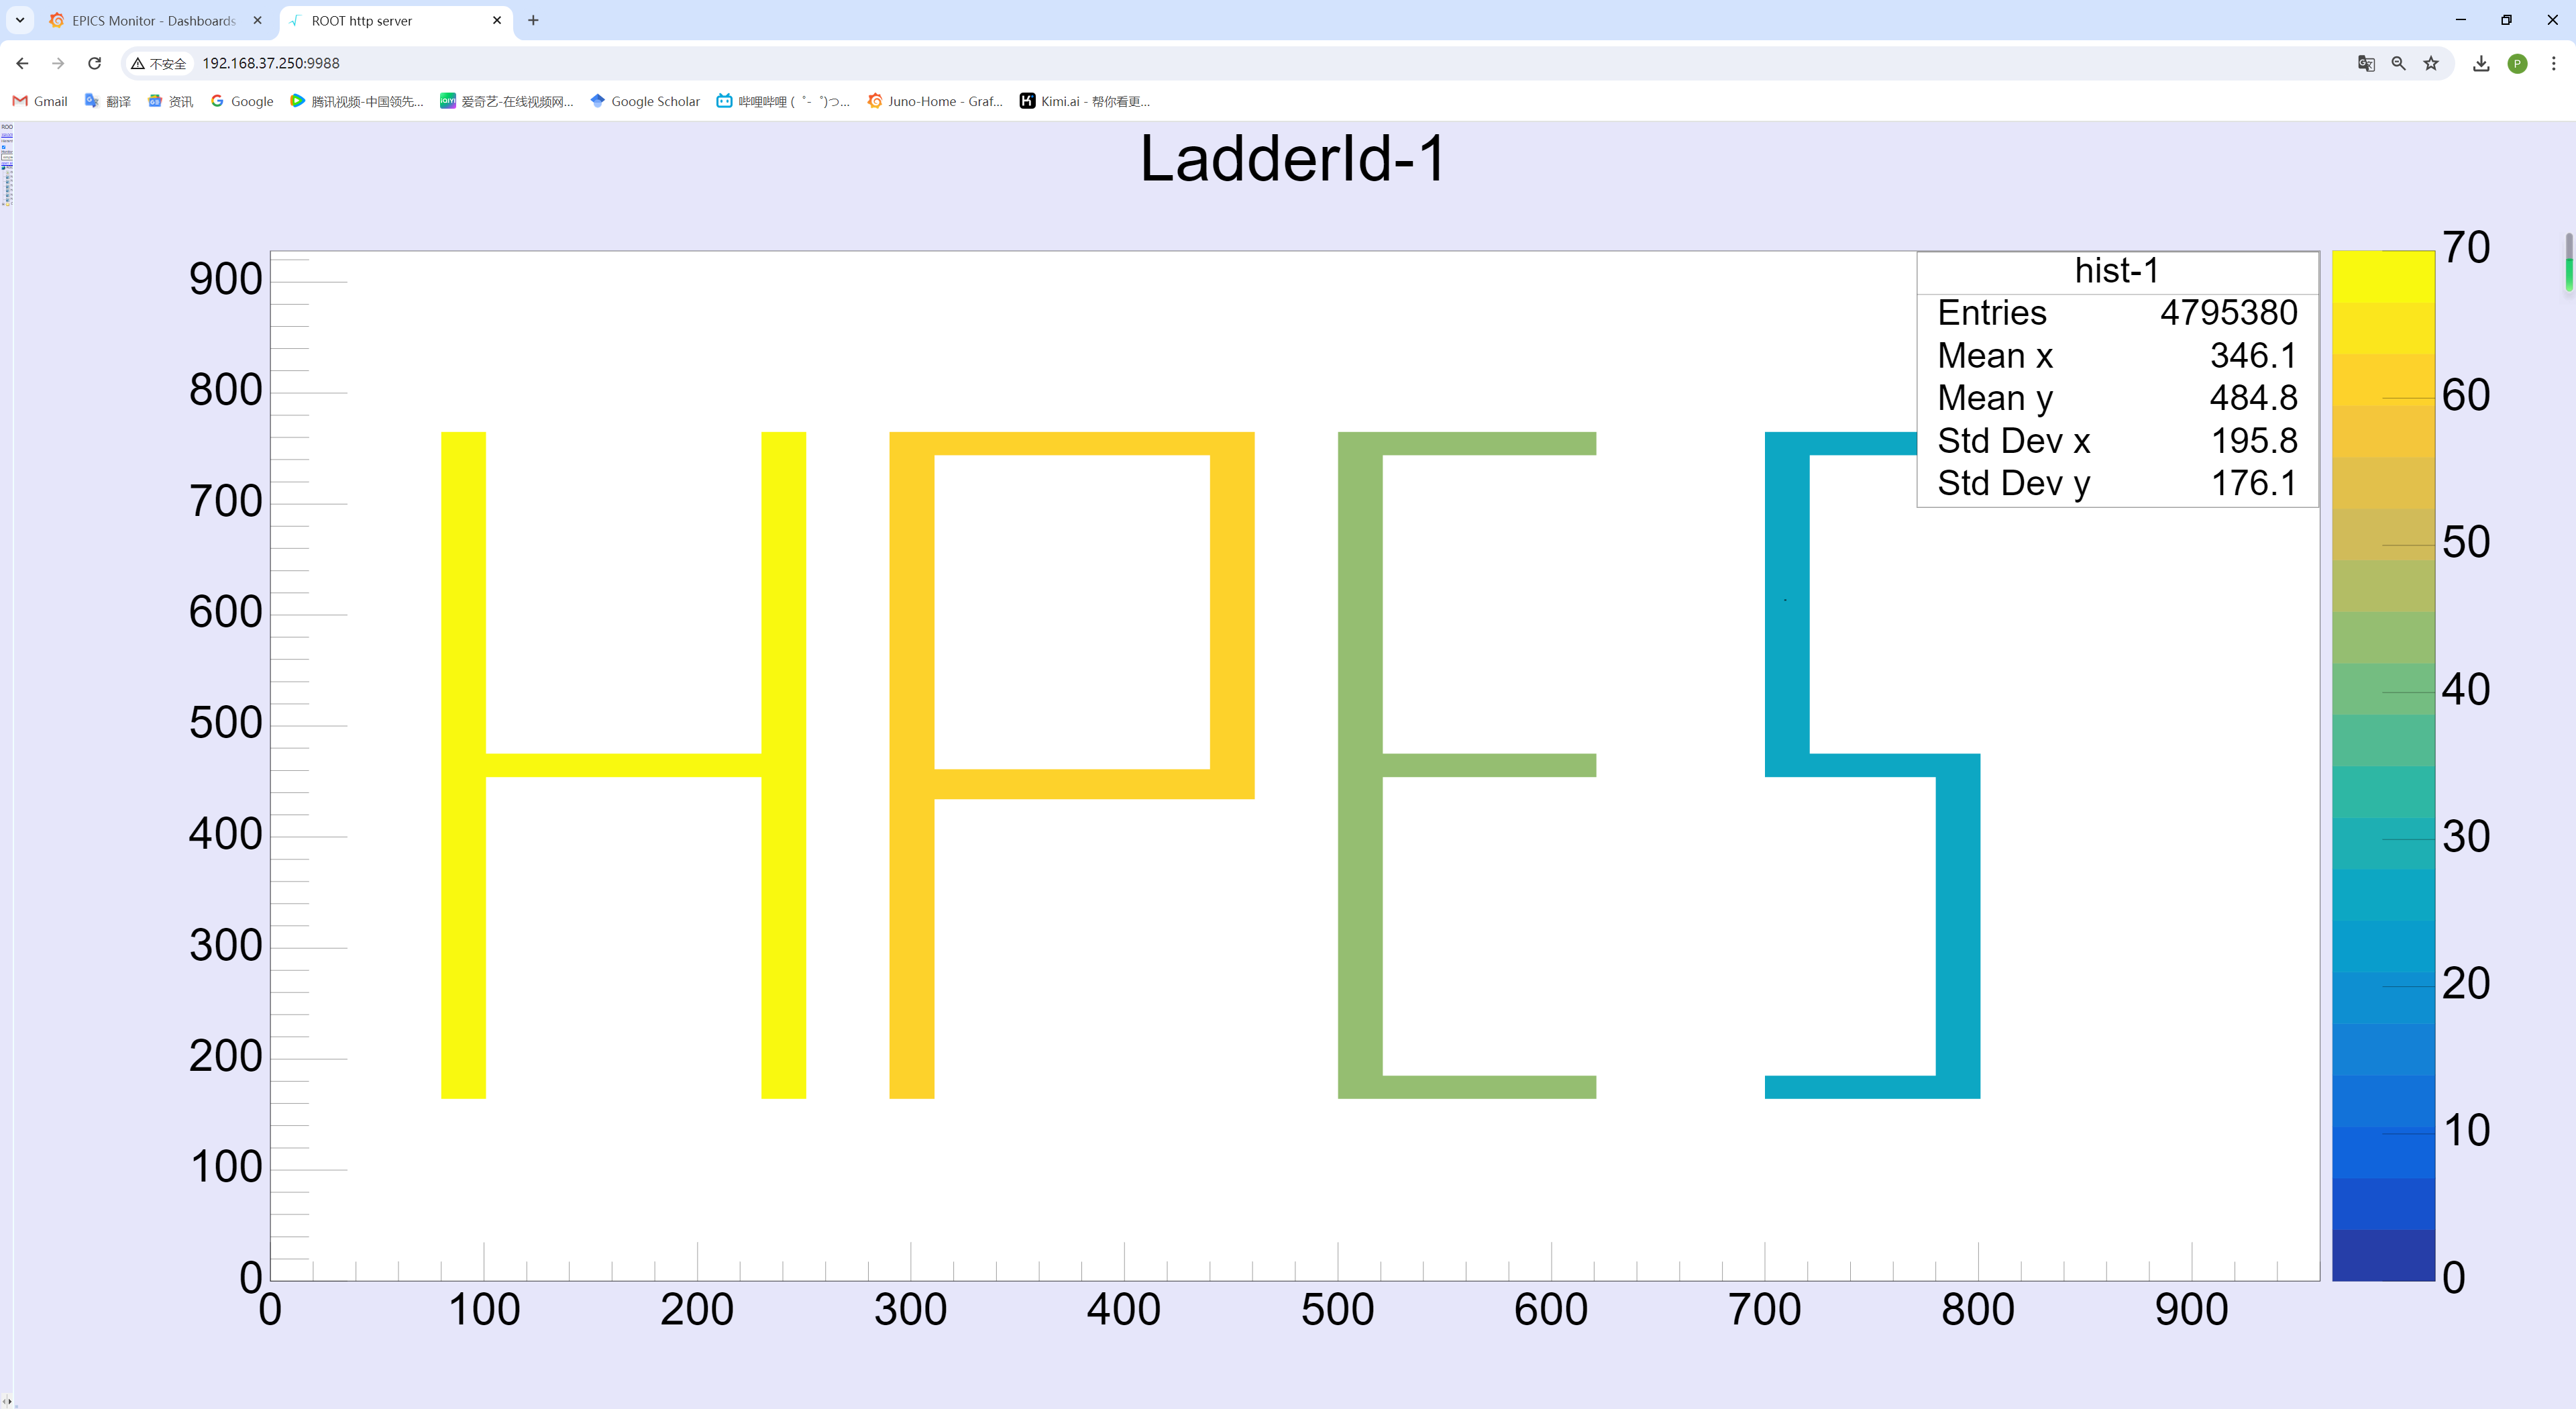 EPICS Monitor - Dashboards
ROOT http server
不安全
192.168.37.250:9988
P
Gmail
翻译
资讯
Google
腾讯视频-中国领先...
爱奇艺-在线视频网...
Google Scholar
哔哩哔哩 (゜-゜)つ...
Juno-Home - Graf...
Kimi.ai - 帮你看更...
LadderId-1
hist-1
Entries 4795380
Mean x 346.1
Mean y 484.8
Std Dev x 195.8
Std Dev y 176.1
HPES
900
800
700
600
500
400
300
200
100
0
0 100 200 300 400 500 600 700 800 900
70
60
50
40
30
20
10
0